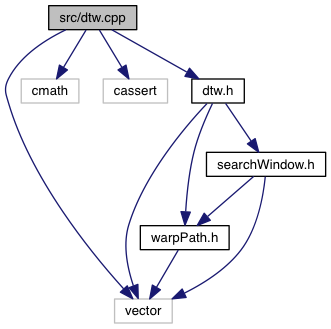 src/dtw.cpp
cmath
cassert
dtw.h
searchWindow.h
warpPath.h
vector